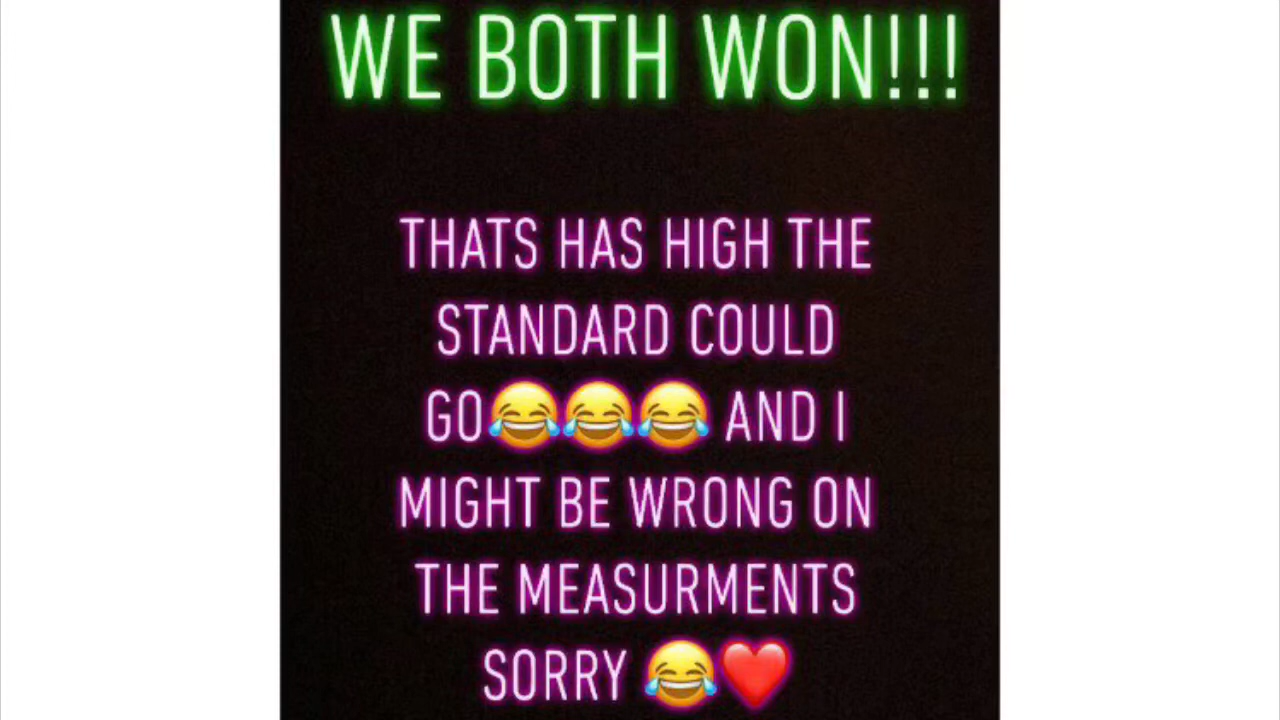 WE BOTH WON!!!
THATS HAS HIGH THE
STANDARD COULD
GO😂😂😂 AND I
MIGHT BE WRONG ON
THE MEASURMENTS
SORRY 😂❤️